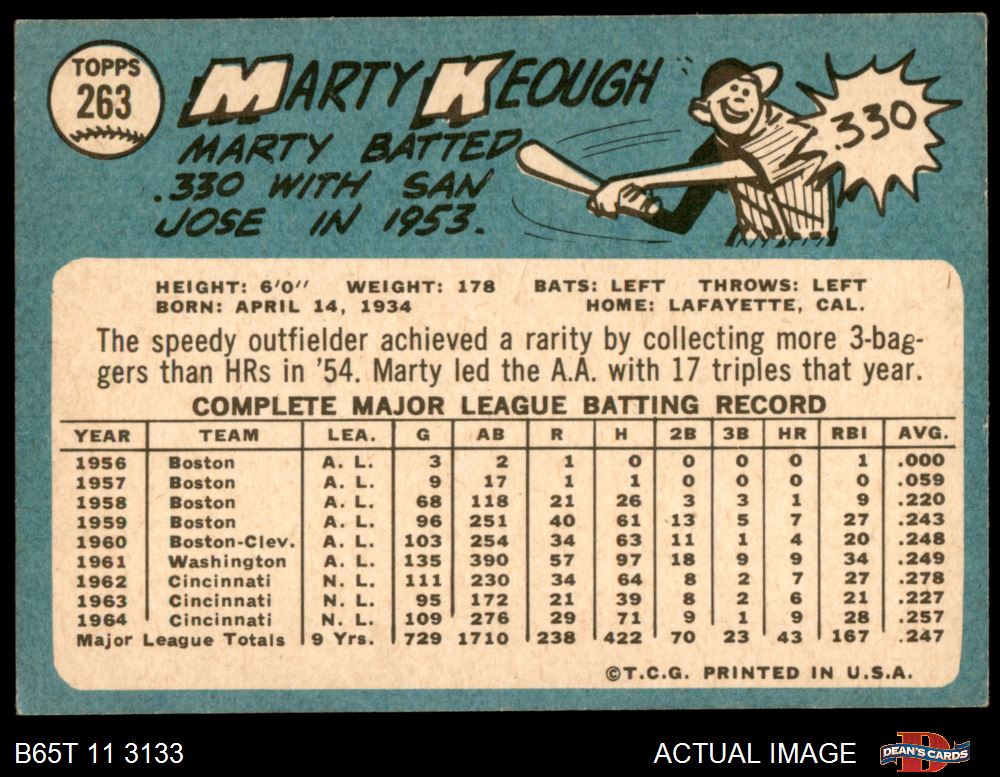 TOPPS
263
MARTY KEOUGH
MARTY BATTED
.330 WITH SAN
JOSE IN 1953.
.330
HEIGHT: 6'0" WEIGHT: 178 BATS: LEFT THROWS: LEFT
BORN: APRIL 14, 1934 HOME: LAFAYETTE, CAL.
The speedy outfielder achieved a rarity by collecting more 3-bag-
gers than HRs in '54. Marty led the A.A. with 17 triples that year.
COMPLETE MAJOR LEAGUE BATTING RECORD
YEAR TEAM LEA. G AB R H 2B 3B HR RBI AVG.
1956 Boston A. L. 3 2 1 0 0 0 0 1 .000
1957 Boston A. L. 9 17 1 1 0 0 0 0 .059
1958 Boston A. L. 68 118 21 26 3 3 1 9 .220
1959 Boston A. L. 96 251 40 61 13 5 7 27 .243
1960 Boston-Clev. A. L. 103 254 34 63 11 1 4 20 .248
1961 Washington A. L. 135 390 57 97 18 9 9 34 .249
1962 Cincinnati N. L. 111 230 34 64 8 2 7 27 .278
1963 Cincinnati N. L. 95 172 21 39 8 2 6 21 .227
1964 Cincinnati N. L. 109 276 29 71 9 1 9 28 .257
Major League Totals 9 Yrs. 729 1710 238 422 70 23 43 167 .247
©T.C.G. PRINTED IN U.S.A.
B65T 11 3133 ACTUAL IMAGE DEAN'S CARDS